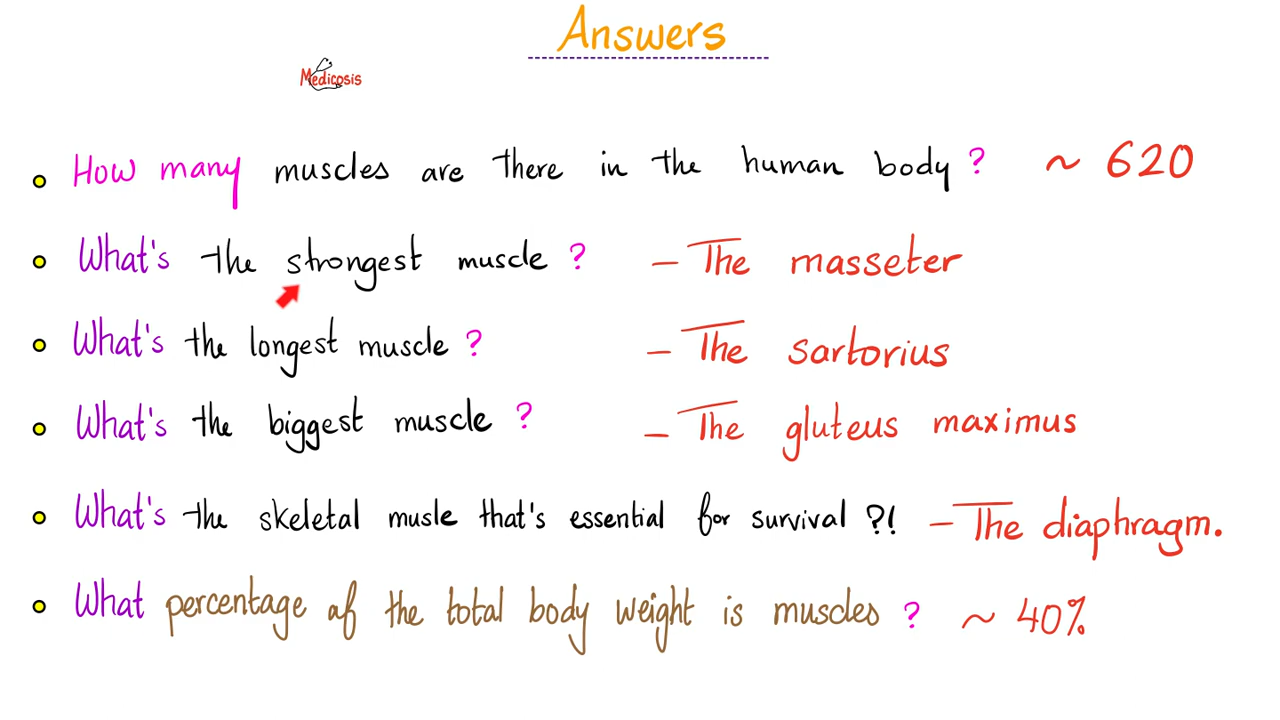 Answers
Medicosis
How many muscles are there in the human body? ~ 620
What's the strongest muscle? - The masseter
What's the longest muscle? - The sartorius
What's the biggest muscle? - The gluteus maximus
What's the skeletal musle that's essential for survival?! - The diaphragm.
What percentage of the total body weight is muscles? ~ 40%